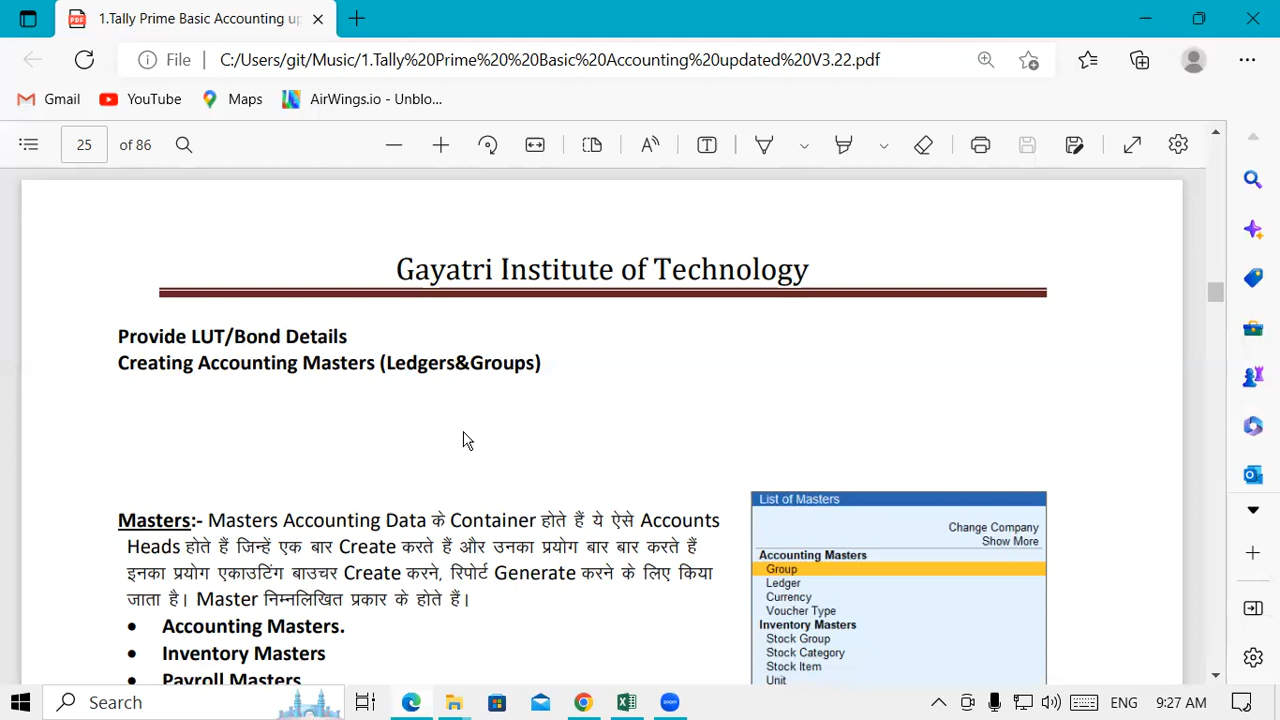 1.Tally Prime Basic Accounting up
File
C:/Users/git/Music/1.Tally%20Prime%20%20Basic%20Accounting%20updated%20V3.22.pdf
Gmail
YouTube
Maps
AirWings.io - Unblo...
25
of 86
Gayatri Institute of Technology
Provide LUT/Bond Details
Creating Accounting Masters (Ledgers&Groups)
Masters:- Masters Accounting Data के Container होते हैं ये ऐसे Accounts
Heads होते हैं जिन्हें एक बार Create करते हैं और उनका प्रयोग बार बार करते हैं
इनका प्रयोग एकाउटिंग बाउचर Create करने, रिपोर्ट Generate करने के लिए किया
जाता है। Master निम्नलिखित प्रकार के होते हैं।
• Accounting Masters.
• Inventory Masters
• Payroll Masters
List of Masters
Change Company
Show More
Accounting Masters
Group
Ledger
Currency
Voucher Type
Inventory Masters
Stock Group
Stock Category
Stock Item
Unit
Search
zoom
ENG
9:27 AM